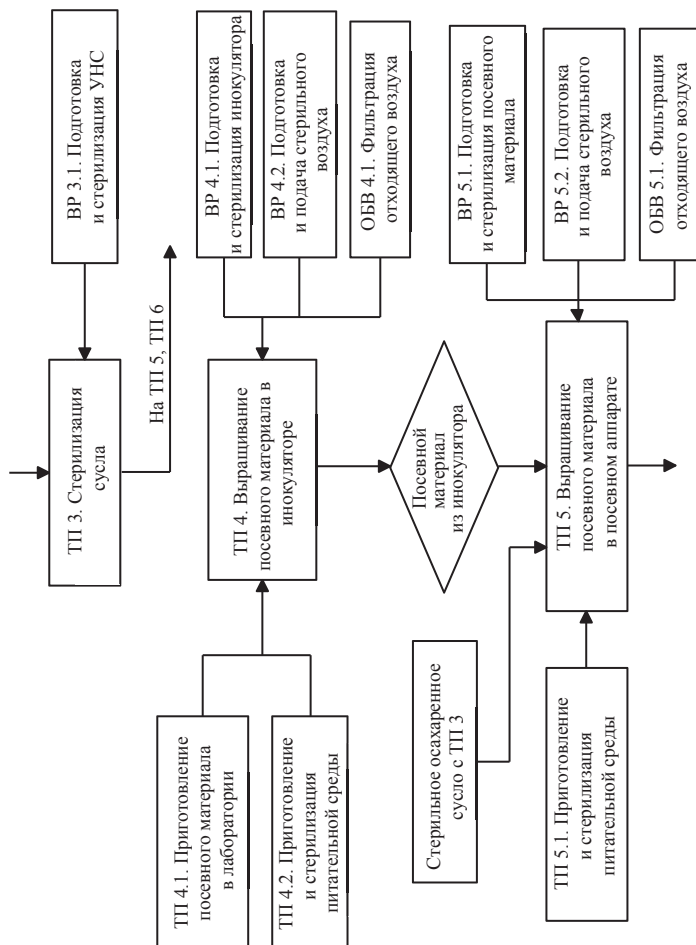 ВР 3.1. Подготовка
и стерилизация УНС
ТП 3. Стерилизация
сусла
На ТП 5, ТП 6
ВР 4.1. Подготовка
и стерилизация инокулятора
ВР 4.2. Подготовка
и подача стерильного
воздуха
ОБВ 4.1. Фильтрация
отходящего воздуха
ТП 4. Выращивание
посевного материала в
инокуляторе
ТП 4.1. Приготовление
посевного материала
в лаборатории
ТП 4.2. Приготовление
и стерилизация
питательной среды
Посевной
материал
из инокулятора
ВР 5.1. Подготовка
и стерилизация посевного
материала
ВР 5.2. Подготовка
и подача стерильного
воздуха
ОБВ 5.1. Фильтрация
отходящего воздуха
ТП 5. Выращивание
посевного материала
в посевном аппарате
Стерильное осахаренное
сусло с ТП 3
ТП 5.1. Приготовление
и стерилизация
питательной среды